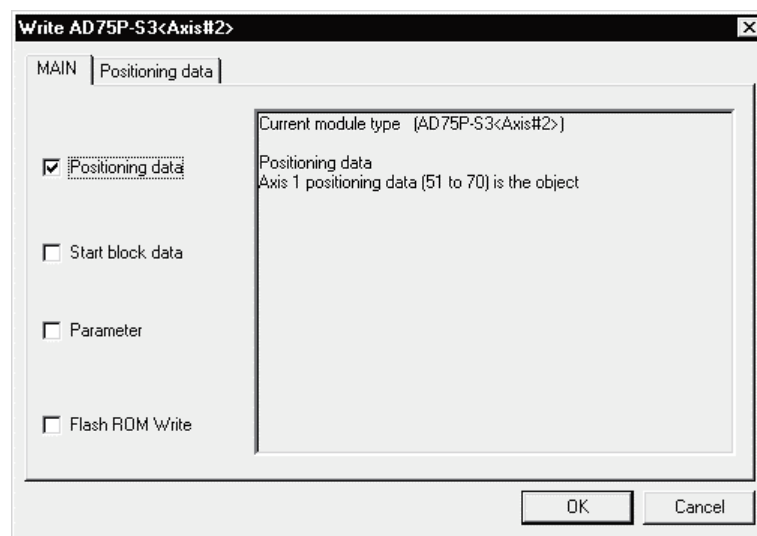 Write AD75P-S3<Axis#2>
MAIN
Positioning data
Current module type (AD75P-S3<Axis#2>)
Positioning data
Axis 1 positioning data (51 to 70) is the object
Positioning data
Start block data
Parameter
Flash ROM Write
OK
Cancel